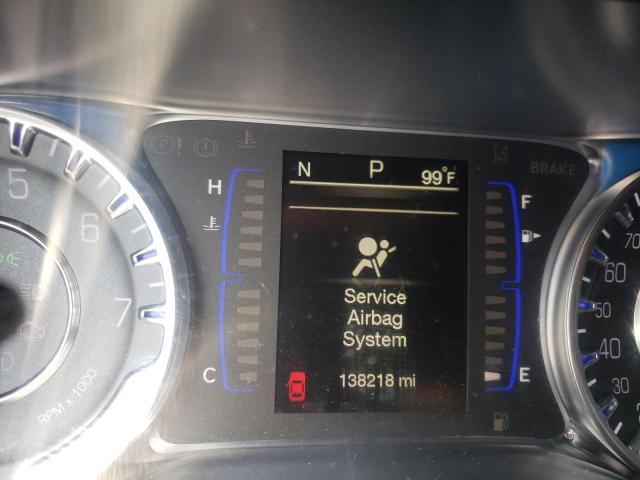 N P 99°F
H
F
BRAKE
5
6
7
RPM x 1000
Service
Airbag
System
C
E
138218 mi
70
60
50
40
30